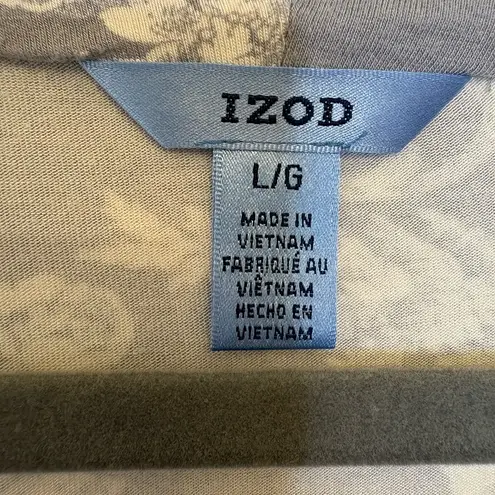 IZOD
L/G
MADE IN
VIETNAM
FABRIQUÉ AU
VIÊTNAM
HECHO EN
VIETNAM